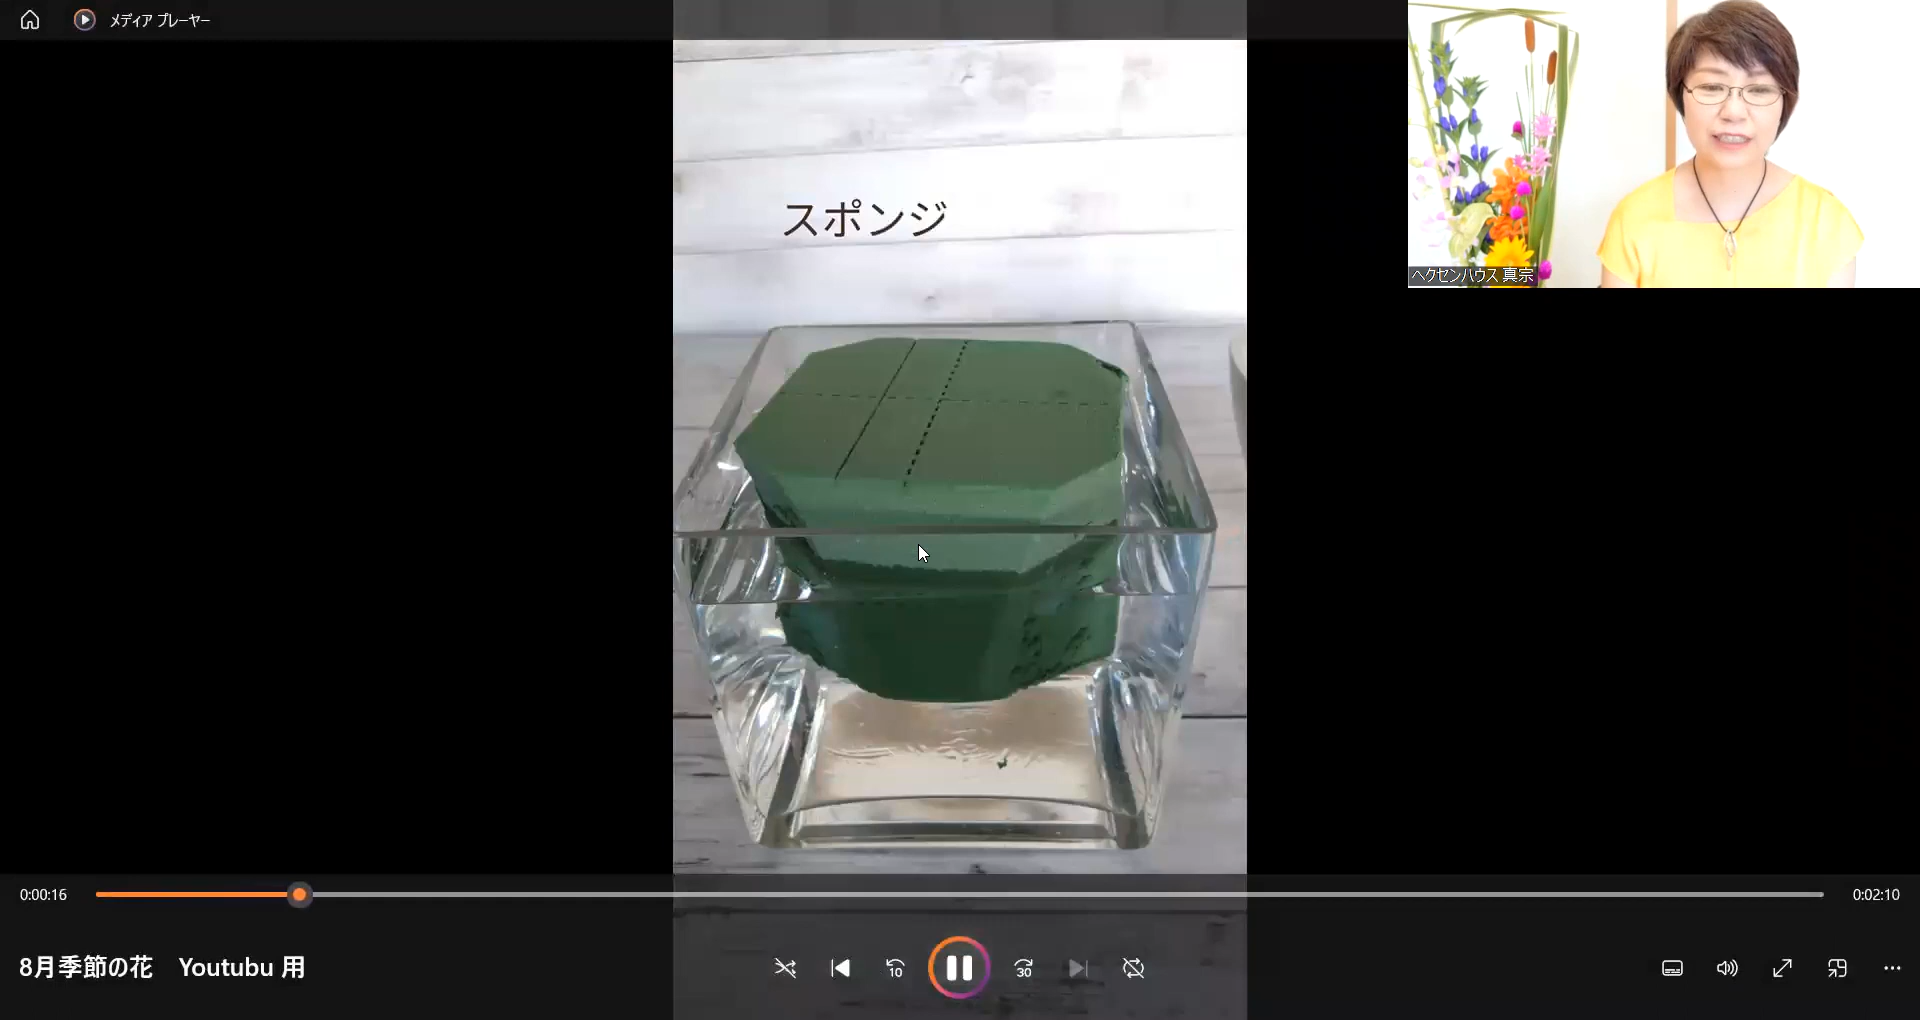 メディア プレーヤー
スポンジ
ヘクセンハウス 真宗
0:00:16
0:02:10
8月季節の花　Youtubu 用
10
30